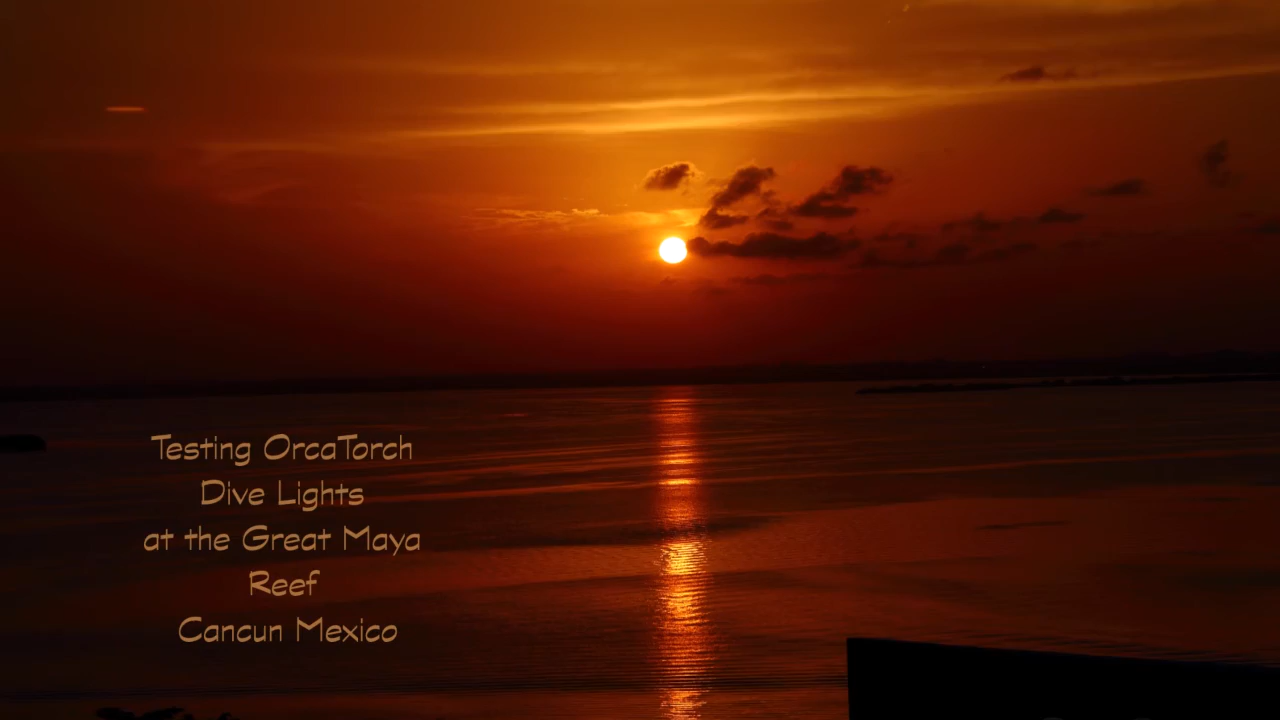 Testing OrcaTorch
Dive Lights
at the Great Maya
Reef
Cancun Mexico